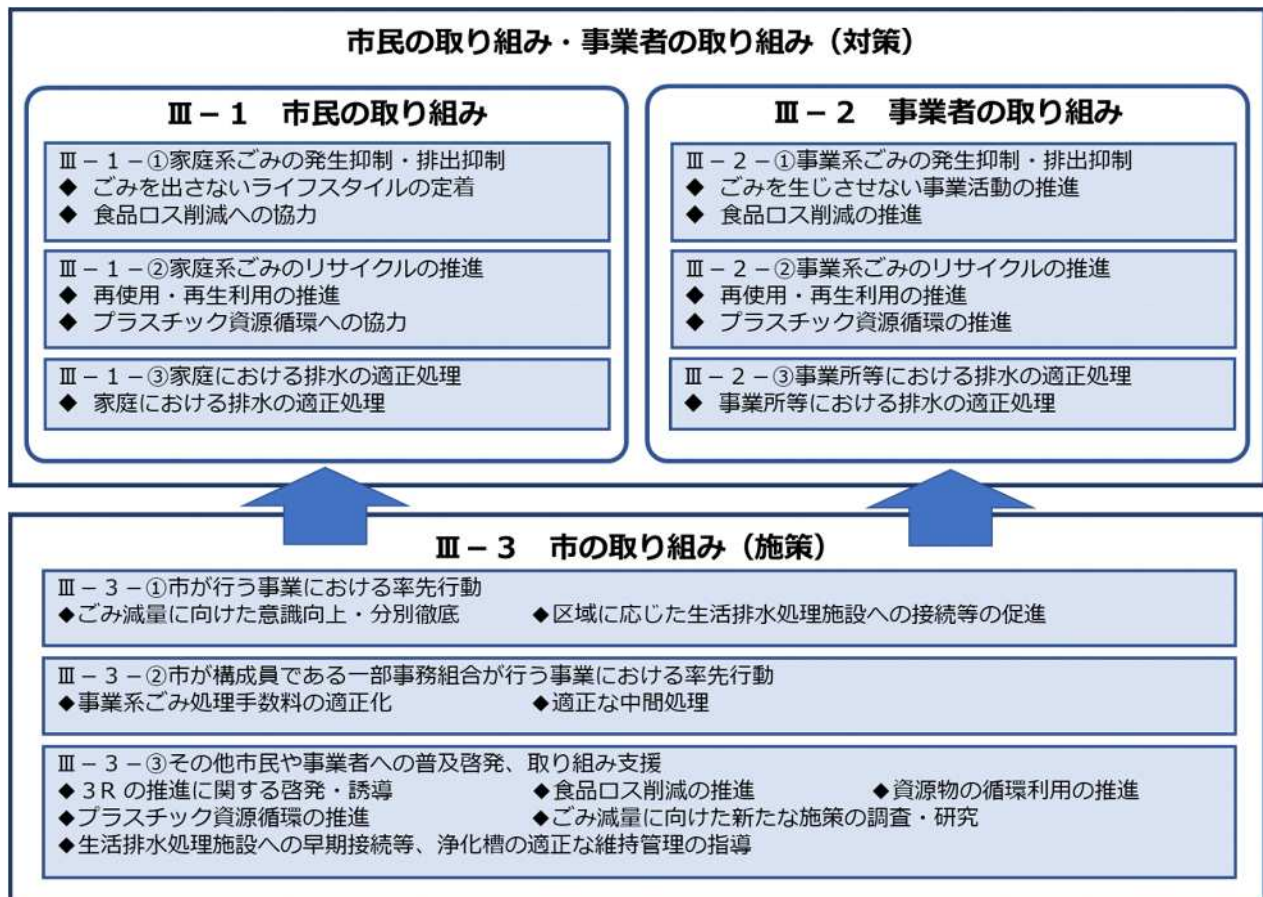 市民の取り組み・事業者の取り組み（対策）
Ⅲ－１　市民の取り組み
Ⅲ－１－①家庭系ごみの発生抑制・排出抑制
◆ ごみを出さないライフスタイルの定着
◆ 食品ロス削減への協力
Ⅲ－１－②家庭系ごみのリサイクルの推進
◆ 再使用・再生利用の推進
◆ プラスチック資源循環への協力
Ⅲ－１－③家庭における排水の適正処理
◆ 家庭における排水の適正処理
Ⅲ－２　事業者の取り組み
Ⅲ－２－①事業系ごみの発生抑制・排出抑制
◆ ごみを生じさせない事業活動の推進
◆ 食品ロス削減の推進
Ⅲ－２－②事業系ごみのリサイクルの推進
◆ 再使用・再生利用の推進
◆ プラスチック資源循環の推進
Ⅲ－２－③事業所等における排水の適正処理
◆ 事業所等における排水の適正処理
Ⅲ－３　市の取り組み（施策）
Ⅲ－３－①市が行う事業における率先行動
◆ごみ減量に向けた意識向上・分別徹底　◆区域に応じた生活排水処理施設への接続等の促進
Ⅲ－３－②市が構成員である一部事務組合が行う事業における率先行動
◆事業系ごみ処理手数料の適正化　◆適正な中間処理
Ⅲ－３－③その他市民や事業者への普及啓発、取り組み支援
◆３Ｒの推進に関する啓発・誘導　◆食品ロス削減の推進　◆資源物の循環利用の推進
◆プラスチック資源循環の推進　◆ごみ減量に向けた新たな施策の調査・研究
◆生活排水処理施設への早期接続等、浄化槽の適正な維持管理の指導